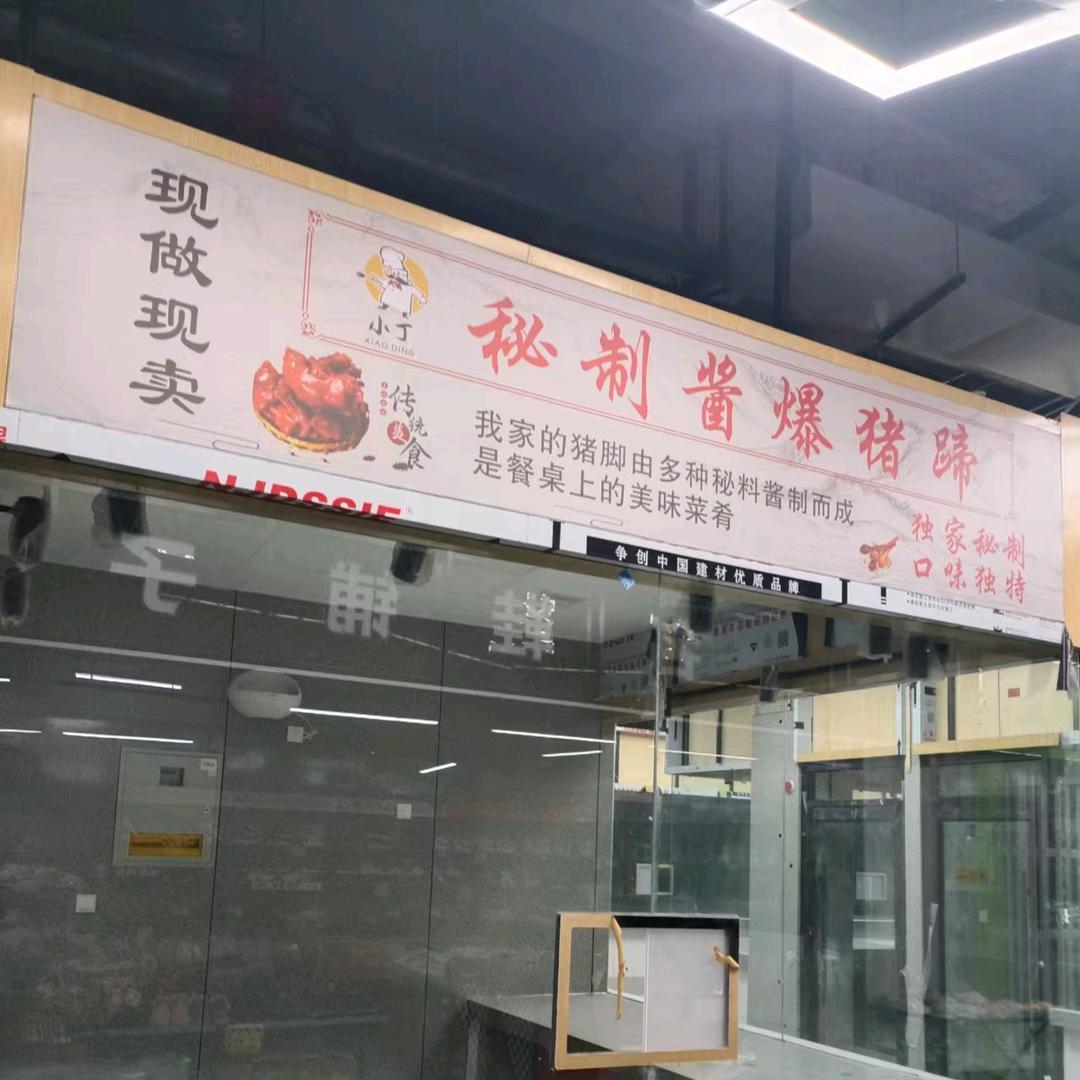 现做现卖
小丁
XIAO DING
传统美食
秘制酱爆猪蹄
我家的猪脚由多种秘料酱制而成
是餐桌上的美味菜肴
独家秘制
口味独特
争创中国建材优质品牌
子铺鞋